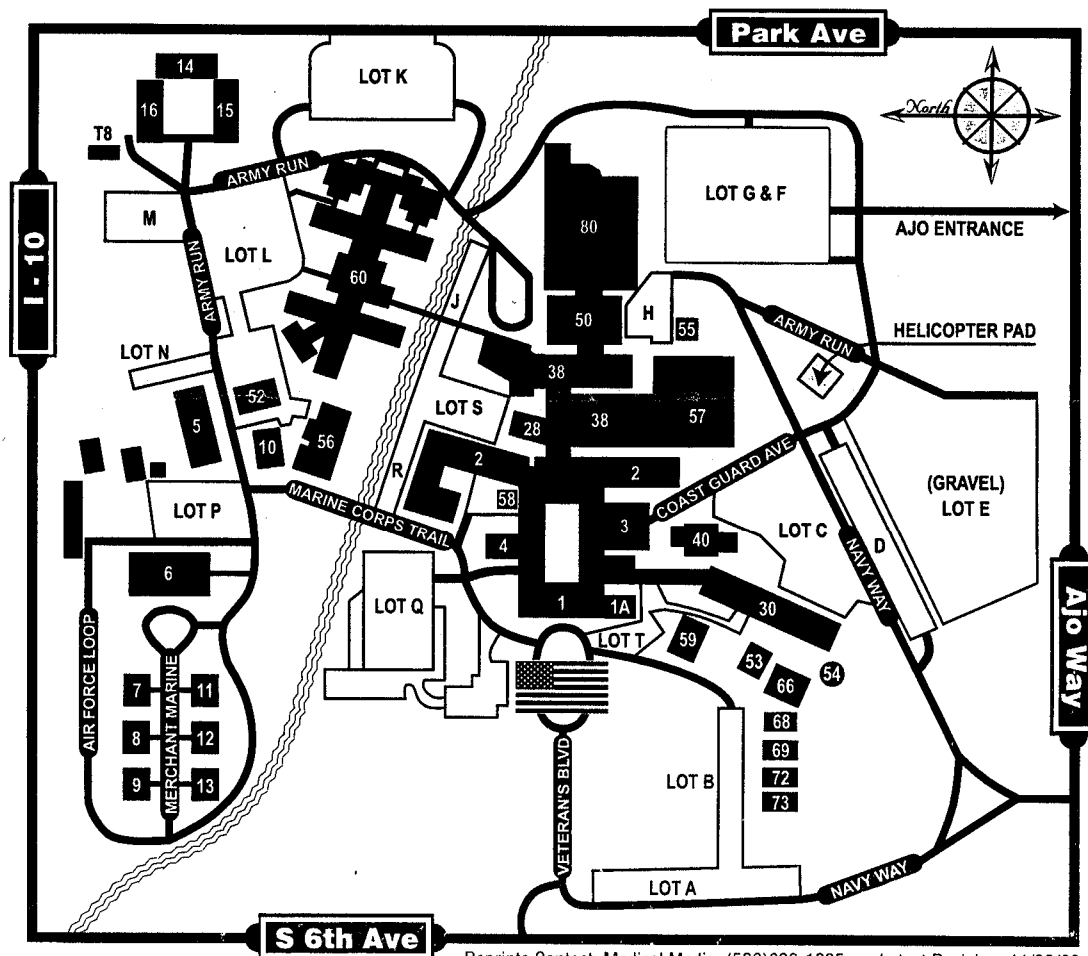 Park Ave
LOT K
14
16
15
North
T8
ARMY RUN
M
LOT G & F
80
AJO ENTRANCE
LOT L
I - 10
ARMY RUN
60
J
H
50
55
ARMY RUN
HELICOPTER PAD
LOT N
38
52
LOT S
5
28
38
57
10
56
R
2
2
COAST GUARD AVE
(GRAVEL)
LOT E
LOT P
MARINE CORPS TRAIL
58
3
40
LOT C
D
4
NAVY WAY
6
LOT Q
1
1A
30
LOT T
59
Ajo Way
53
54
66
AIR FORCE LOOP
MERCHANT MARINE
7
11
8
12
9
13
68
69
LOT B
72
73
VETERAN'S BLVD
LOT A
NAVY WAY
S 6th Ave